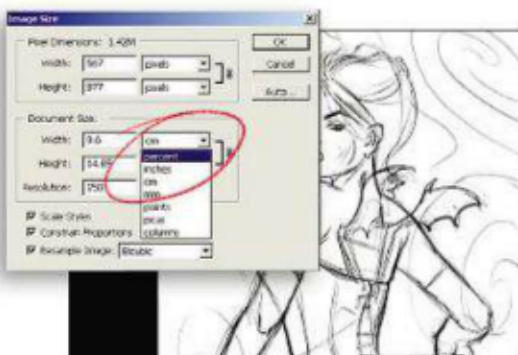 Image Size
Pixel Dimensions: 1.42M
OK
Width: 567 pixels
Cancel
Height: 877 pixels
Auto...
Document Size:
Width: 9.6 cm
percent
Height: 14.85
inches
cm
Resolution: 150
mm
points
Scale Styles
picas
Constrain Proportions
columns
Resample Image: Bicubic